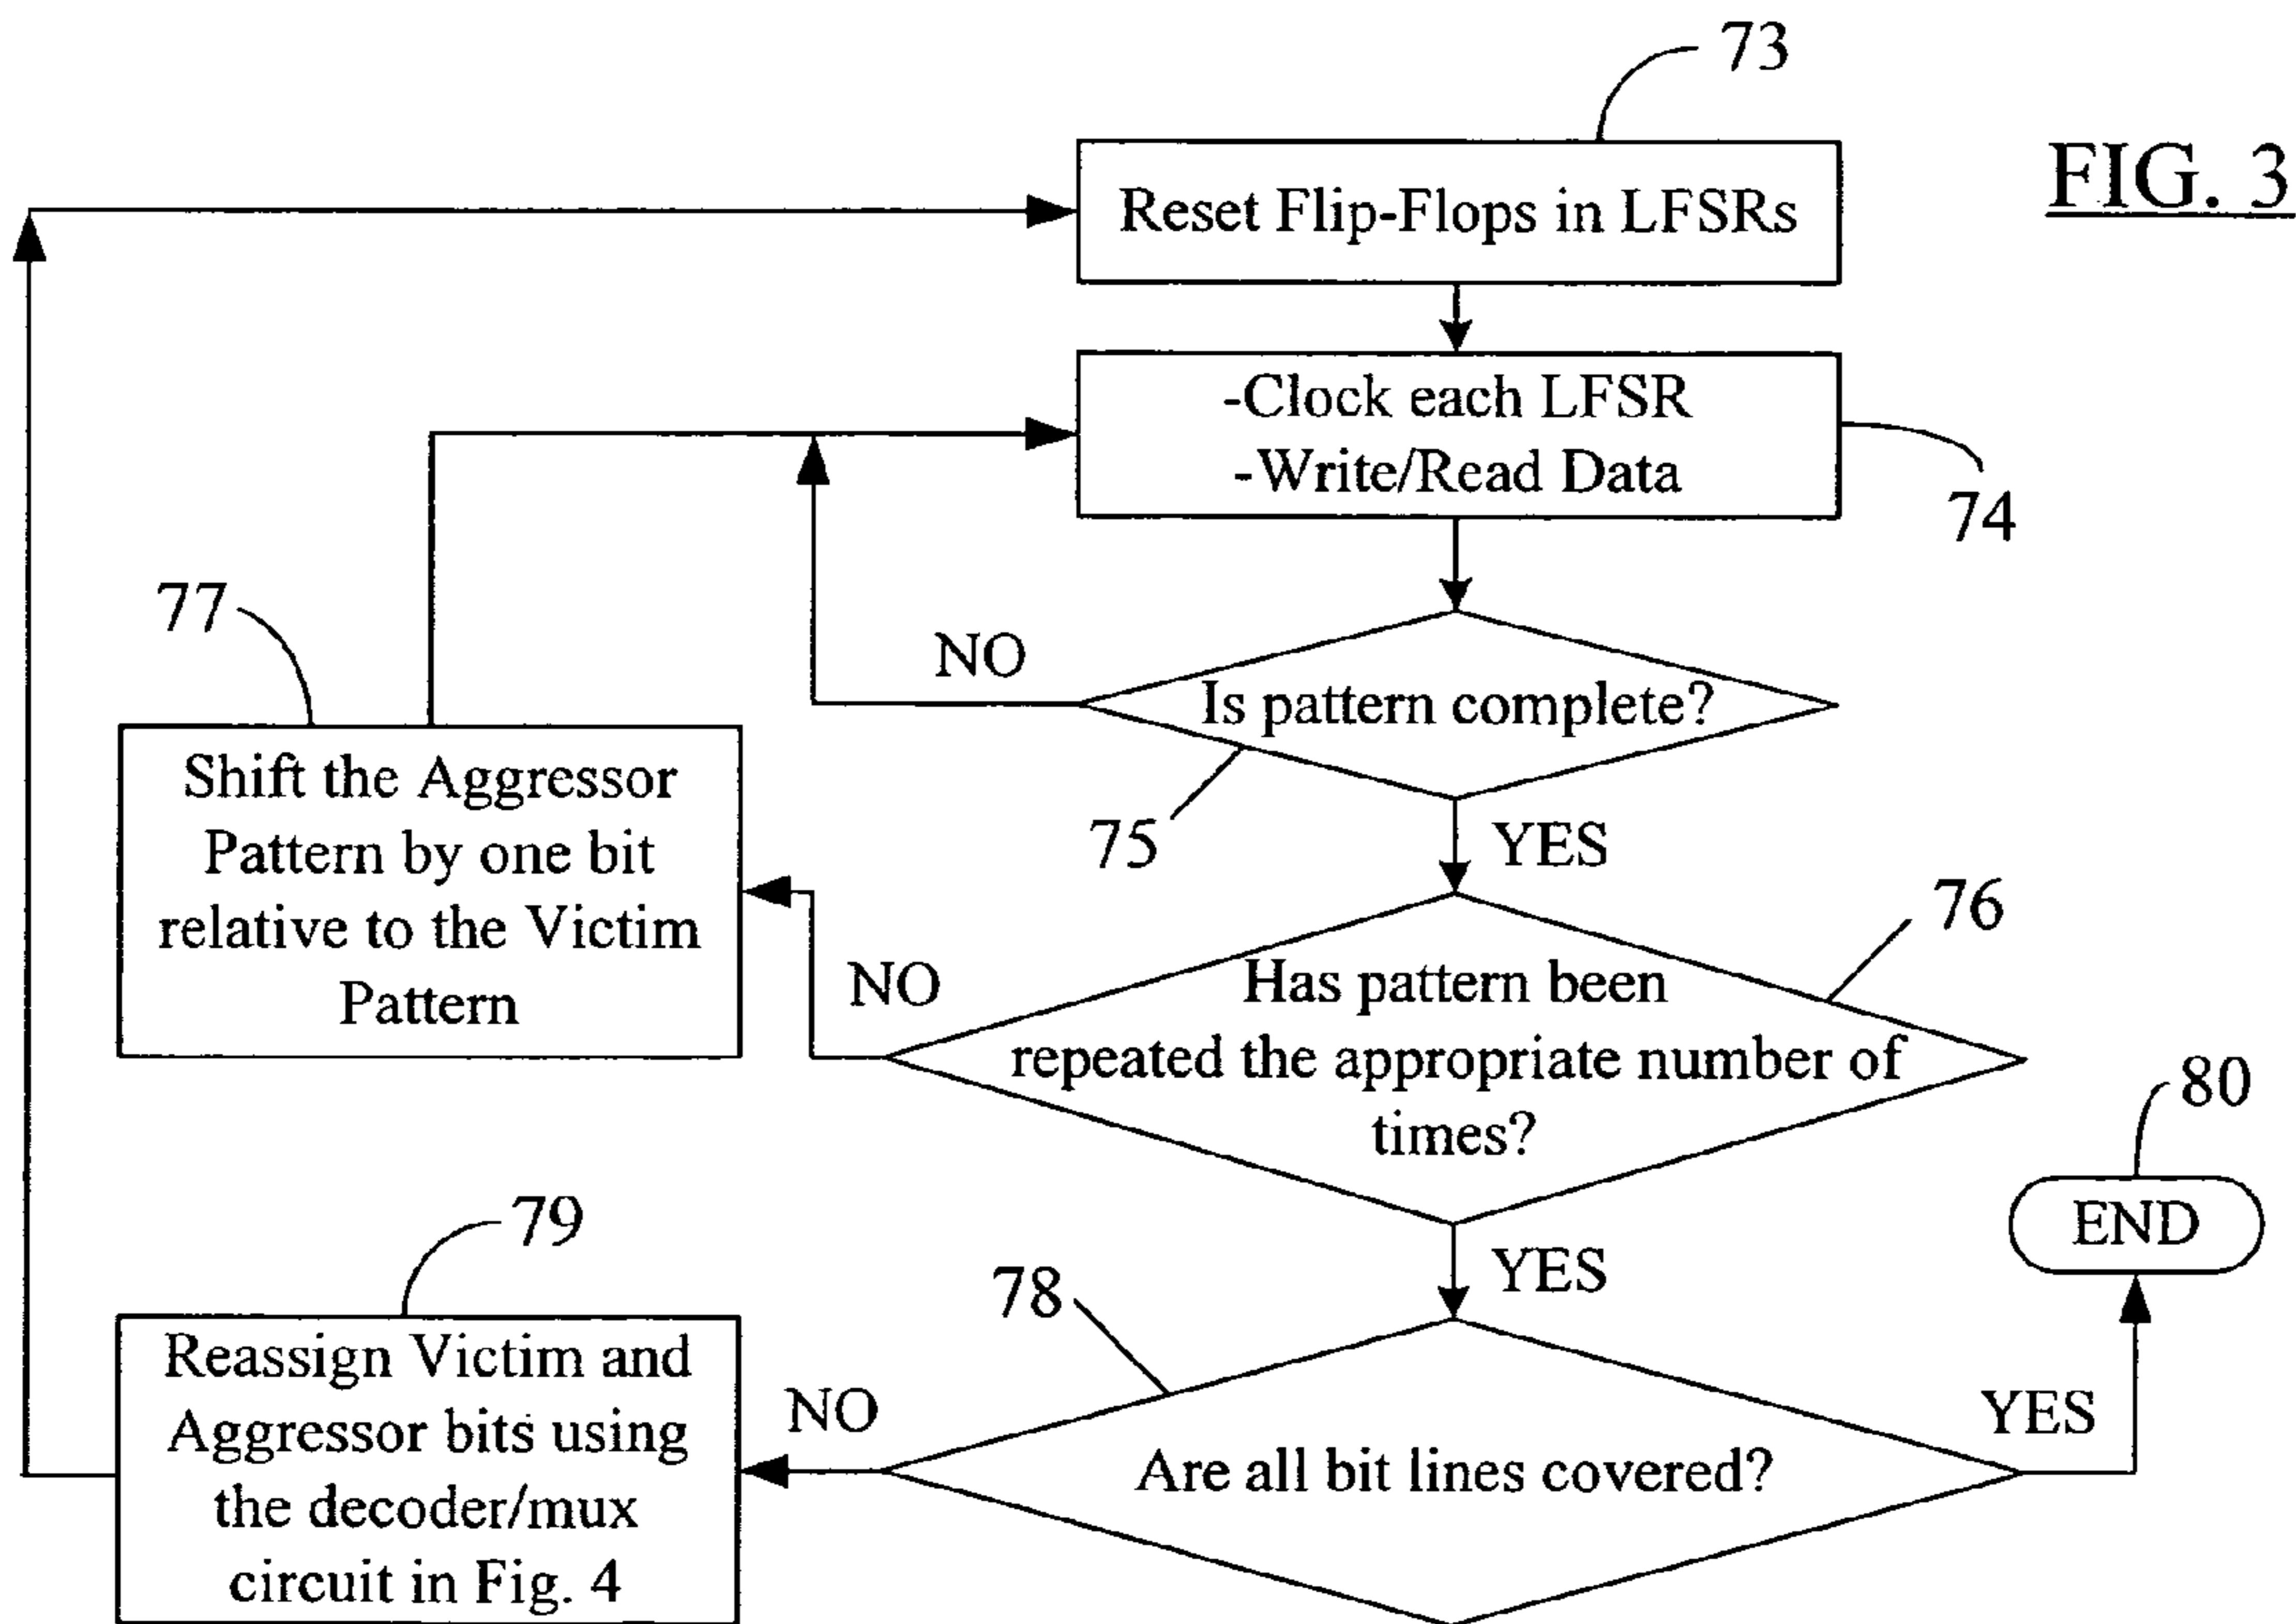 73
FIG. 3
Reset Flip-Flops in LFSRs
-Clock each LFSR
-Write/Read Data
74
77
NO
Is pattern complete?
75
YES
Shift the Aggressor
Pattern by one bit
relative to the Victim
Pattern
76
NO
Has pattern been
repeated the appropriate number of
times?
80
END
79
78
YES
Reassign Victim and
Aggressor bits using
the decoder/mux
circuit in Fig. 4
NO
Are all bit lines covered?
YES